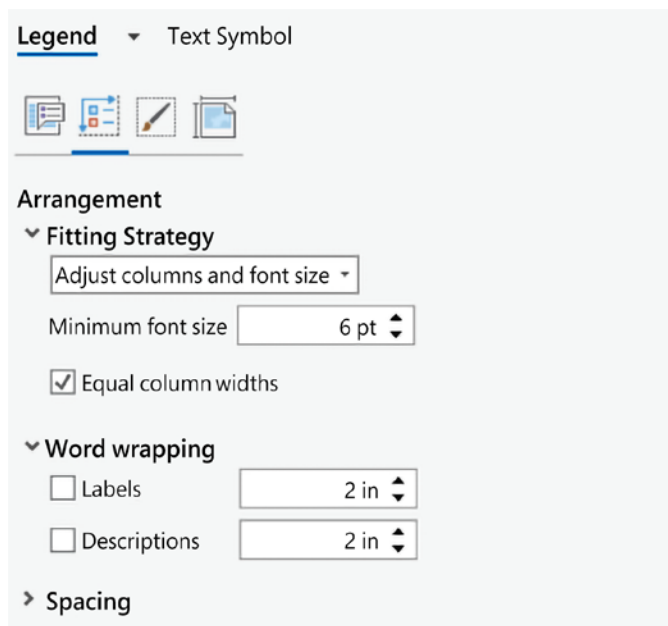 Legend Text Symbol
Arrangement
Fitting Strategy
Adjust columns and font size
Minimum font size 6 pt
Equal column widths
Word wrapping
Labels 2 in
Descriptions 2 in
Spacing